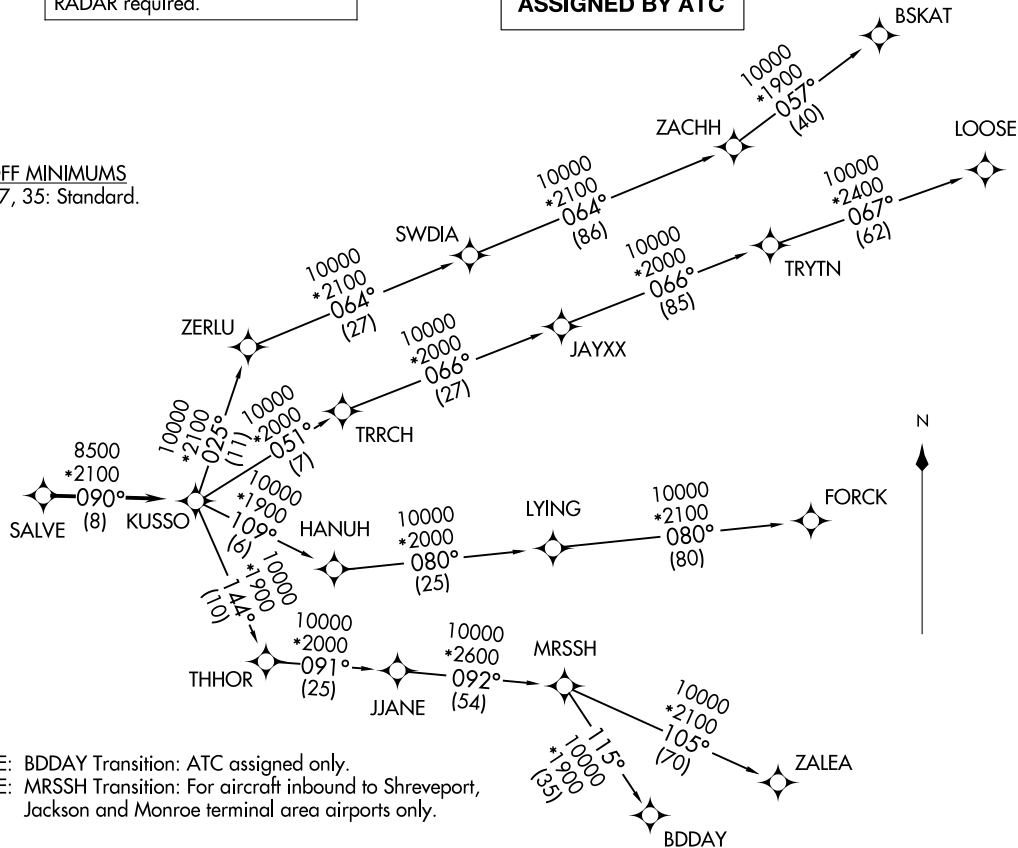 RADAR required.
ASSIGNED BY ATC
BSKAT
10000
*1900
057°
(40)
ZACHH
LOOSE
OFF MINIMUMS
7, 35: Standard.
10000
*2100
064°
(86)
10000
*2400
067°
(62)
SWDIA
TRYTN
10000
*2100
064°
(27)
10000
*2000
066°
(85)
ZERLU
JAYXX
10000
*2000
066°
(27)
10000
*2100
025°
(11)
10000
*2000
051°
(7)
TRRCH
N
8500
*2100
090°
(8)
SALVE
KUSSO
10000
*1900
109°
(6)
HANUH
10000
*2000
080°
(25)
LYING
10000
*2100
080°
(80)
FORCK
10000
*1900
144°
(10)
THHOR
10000
*2000
091°
(25)
JJANE
10000
*2600
092°
(54)
MRSSH
10000
*2100
105°
(70)
ZALEA
115°
10000
*1900
(35)
BDDAY
E: BDDAY Transition: ATC assigned only.
E: MRSSH Transition: For aircraft inbound to Shreveport,
Jackson and Monroe terminal area airports only.